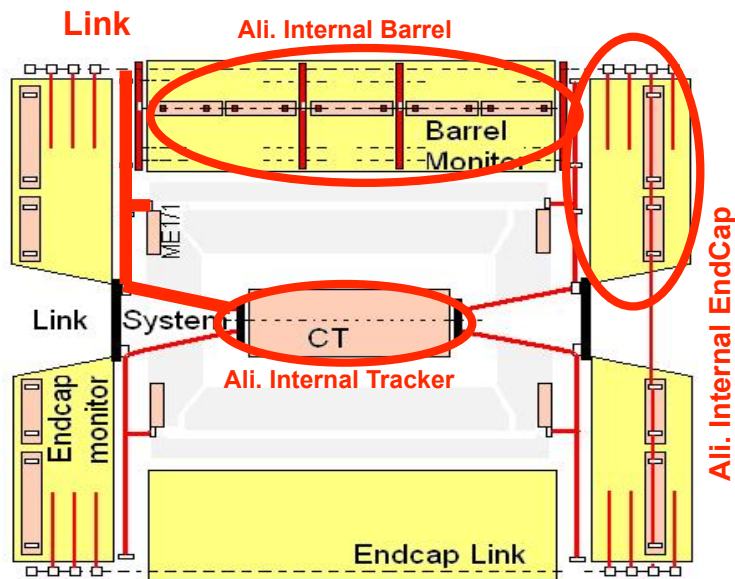 Link
Ali. Internal Barrel
Barrel
Monitor
ME1/1
Link
System
CT
Ali. Internal Tracker
Endcap
monitor
Ali. Internal EndCap
Endcap Link